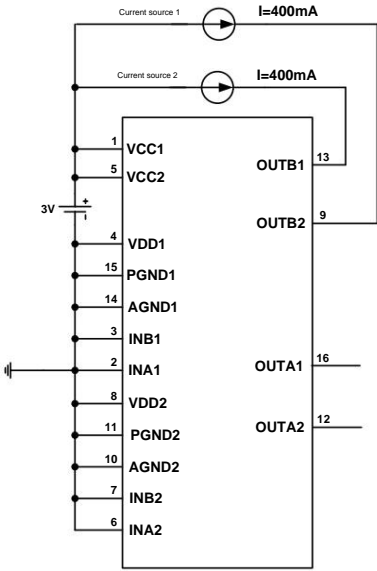 Current source 1 I=400mA
Current source 2 I=400mA
1 VCC1
5 VCC2
OUTB1 13
3V + -
OUTB2 9
4 VDD1
15 PGND1
14 AGND1
3 INB1
2 INA1
OUTA1 16
8 VDD2
11 PGND2
OUTA2 12
10 AGND2
7 INB2
6 INA2